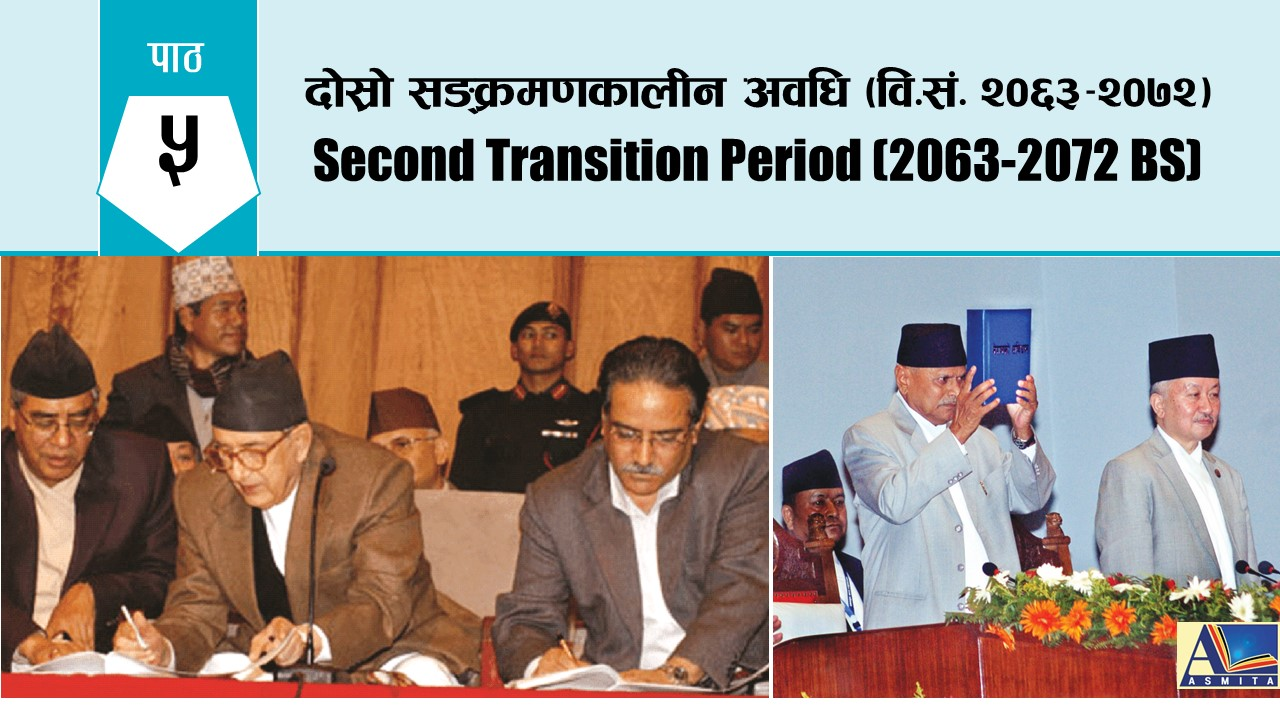 पाठ
५
दोस्रो सङ्क्रमणकालीन अवधि (वि.सं. २०६३-२०७२)
Second Transition Period (2063-2072 BS)
A
ASMITA